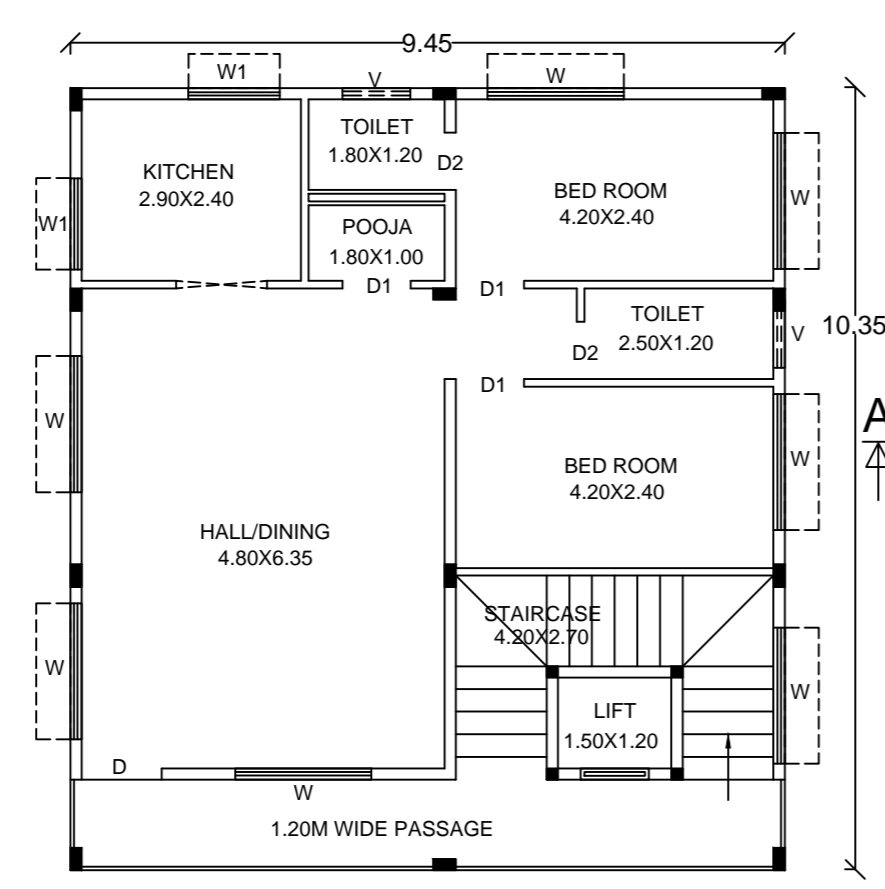 9.45
W1
V
W
KITCHEN
2.90X2.40
TOILET
1.80X1.20
D2
BED ROOM
4.20X2.40
W
W1
POOJA
1.80X1.00
D1
D1
TOILET
2.50X1.20
V
10.35
D2
D1
W
A
BED ROOM
4.20X2.40
W
HALL/DINING
4.80X6.35
STAIRCASE
4.20X2.70
W
W
LIFT
1.50X1.20
D
W
1.20M WIDE PASSAGE